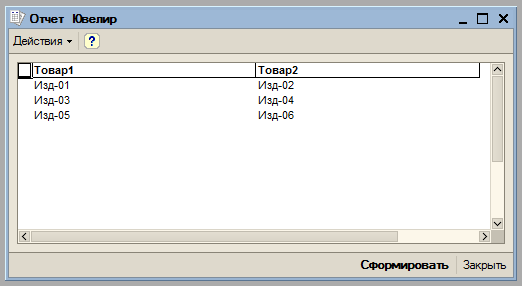 Отчет Ювелир
Действия ?
Товар1 Товар2
Изд-01 Изд-02
Изд-03 Изд-04
Изд-05 Изд-06
Сформировать Закрыть